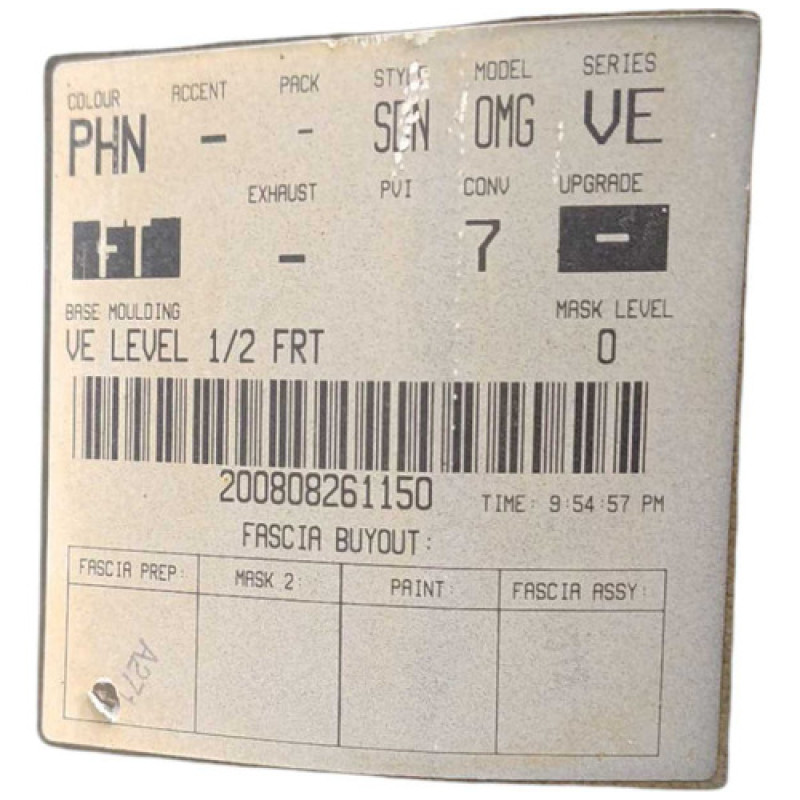 COLOUR ACCENT PACK STYLE MODEL SERIES
PHN - - SDN OMG VE
EXHAUST PVI CONV UPGRADE
- 7 -
BASE MOULDING MASK LEVEL
VE LEVEL 1/2 FRT 0
200808261150 TIME: 9:54:57 PM
FASCIA BUYOUT:
FASCIA PREP: MASK 2: PAINT: FASCIA ASSY:
A271